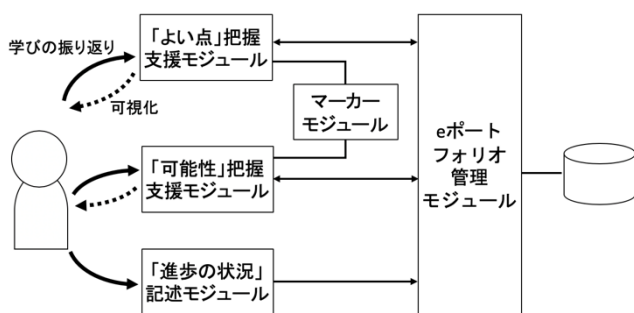 学びの振り返り
可視化
「よい点」把握
支援モジュール
マーカー
モジュール
「可能性」把握
支援モジュール
「進歩の状況」
記述モジュール
eポート
フォリオ
管理
モジュール